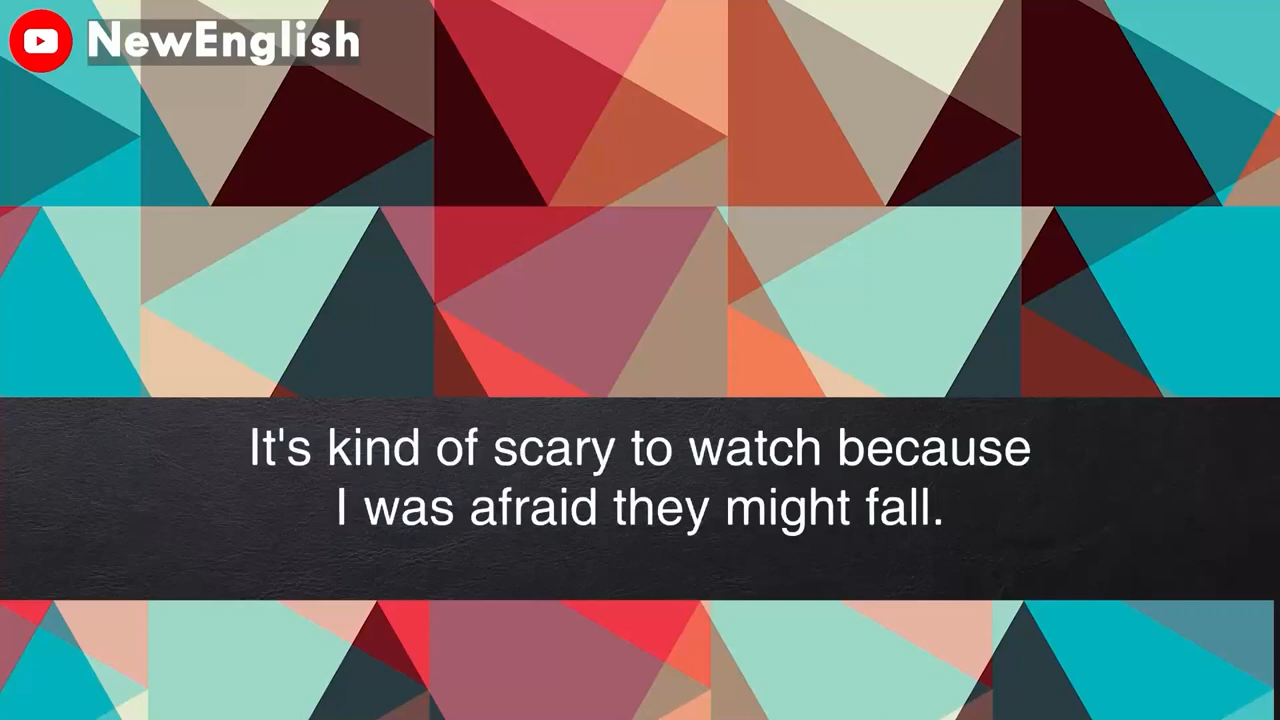 NewEnglish
It's kind of scary to watch because
I was afraid they might fall.